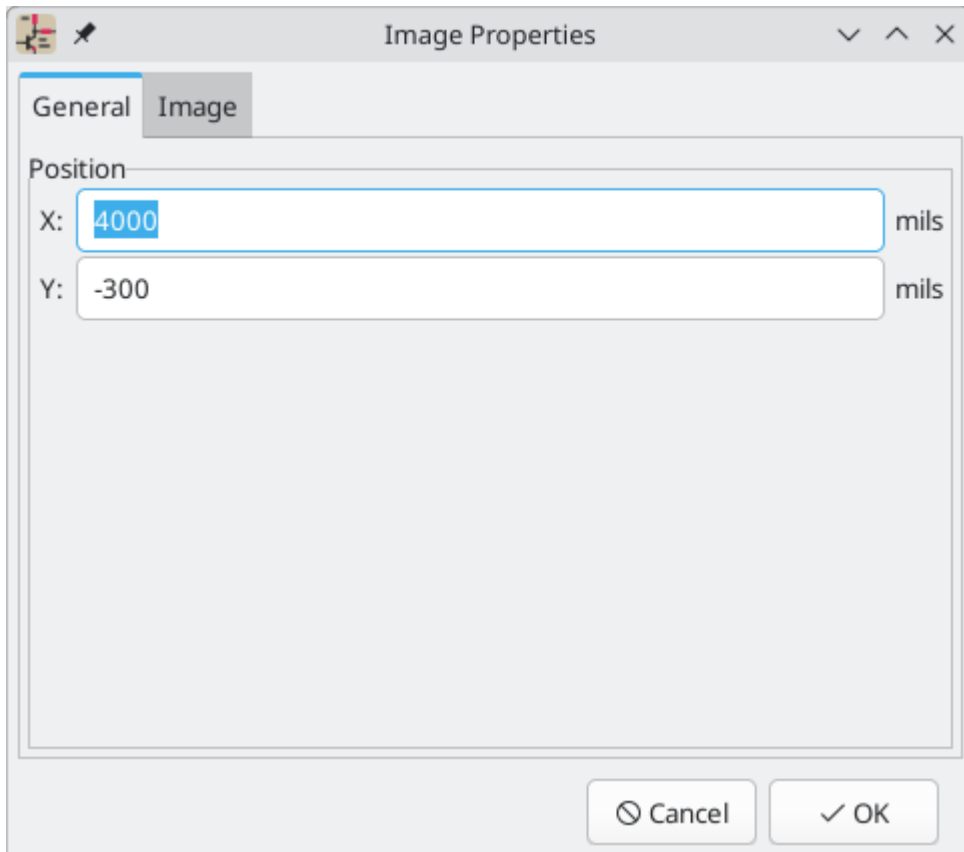 Image Properties
General Image
Position
X: 4000 mils
Y: -300 mils
Cancel OK